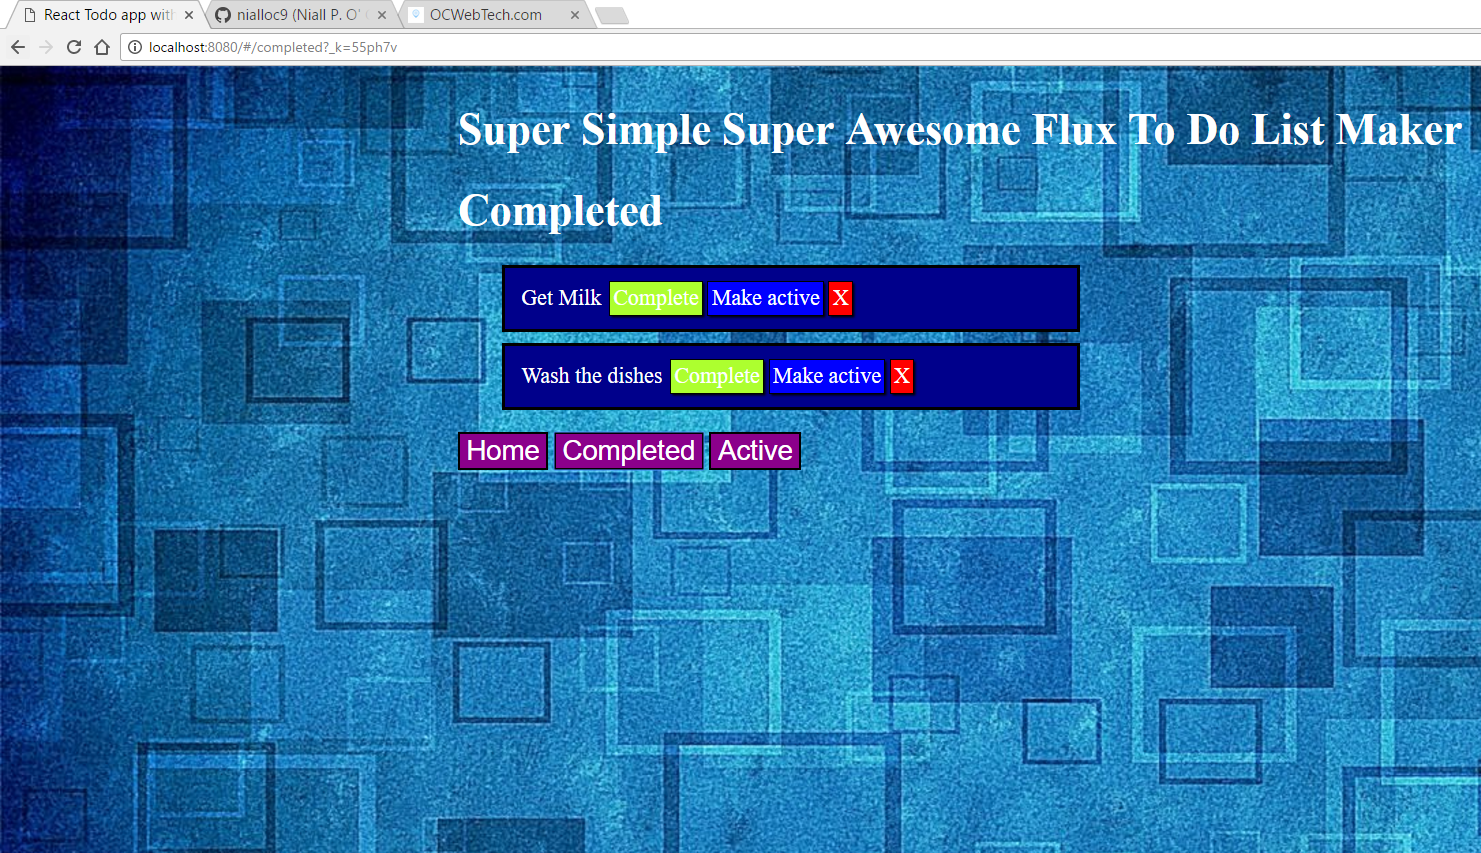 React Todo app with
nialloc9 (Niall P. O'
OCWebTech.com
localhost:8080/#/completed?_k=55ph7v
Super Simple Super Awesome Flux To Do List Maker
Completed
Get Milk Complete Make active X
Wash the dishes Complete Make active X
Home Completed Active